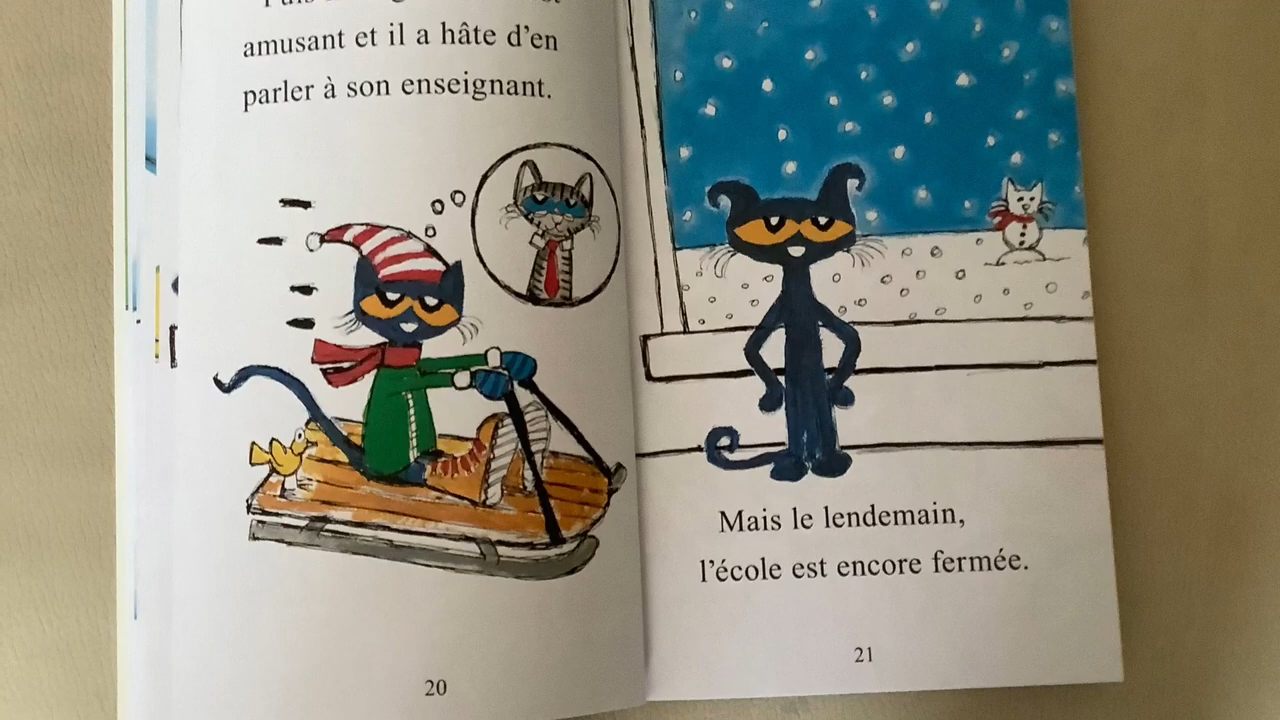 amusant et il a hâte d'en
parler à son enseignant.
20
Mais le lendemain,
l'école est encore fermée.
21